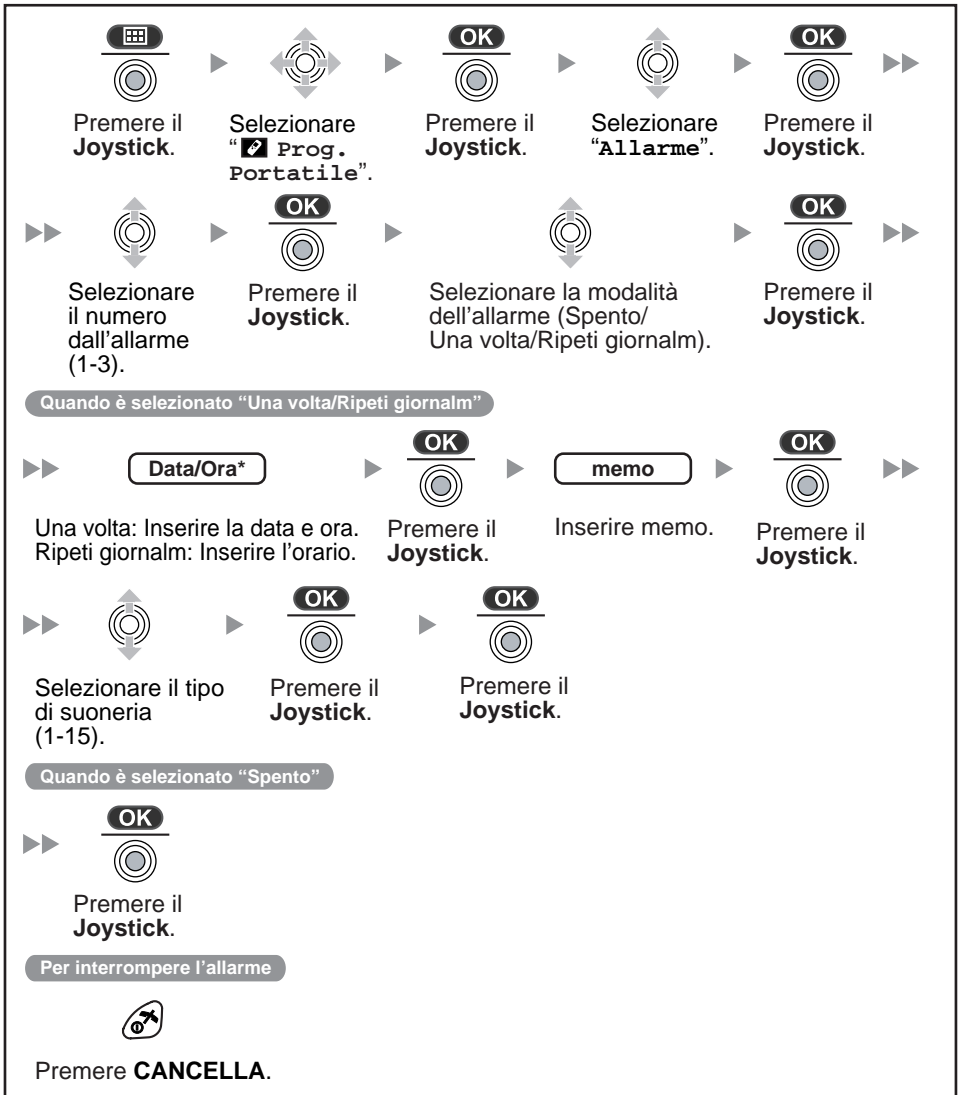 OK OK
Premere il Selezionare Premere il Selezionare Premere il
Joystick. “ Prog. Joystick. “Allarme”. Joystick.
Portatile”.
OK OK
Selezionare Premere il Selezionare la modalità Premere il
il numero Joystick. dell'allarme (Spento/ Joystick.
dall'allarme Una volta/Ripeti giornalm).
(1-3).
Quando è selezionato “Una volta/Ripeti giornalm”
OK OK
Data/Ora* memo
Una volta: Inserire la data e ora. Premere il Inserire memo. Premere il
Ripeti giornalm: Inserire l'orario. Joystick. Joystick.
OK OK
Selezionare il tipo Premere il Premere il
di suoneria Joystick. Joystick.
(1-15).
Quando è selezionato “Spento”
OK
Premere il
Joystick.
Per interrompere l'allarme
Premere CANCELLA.